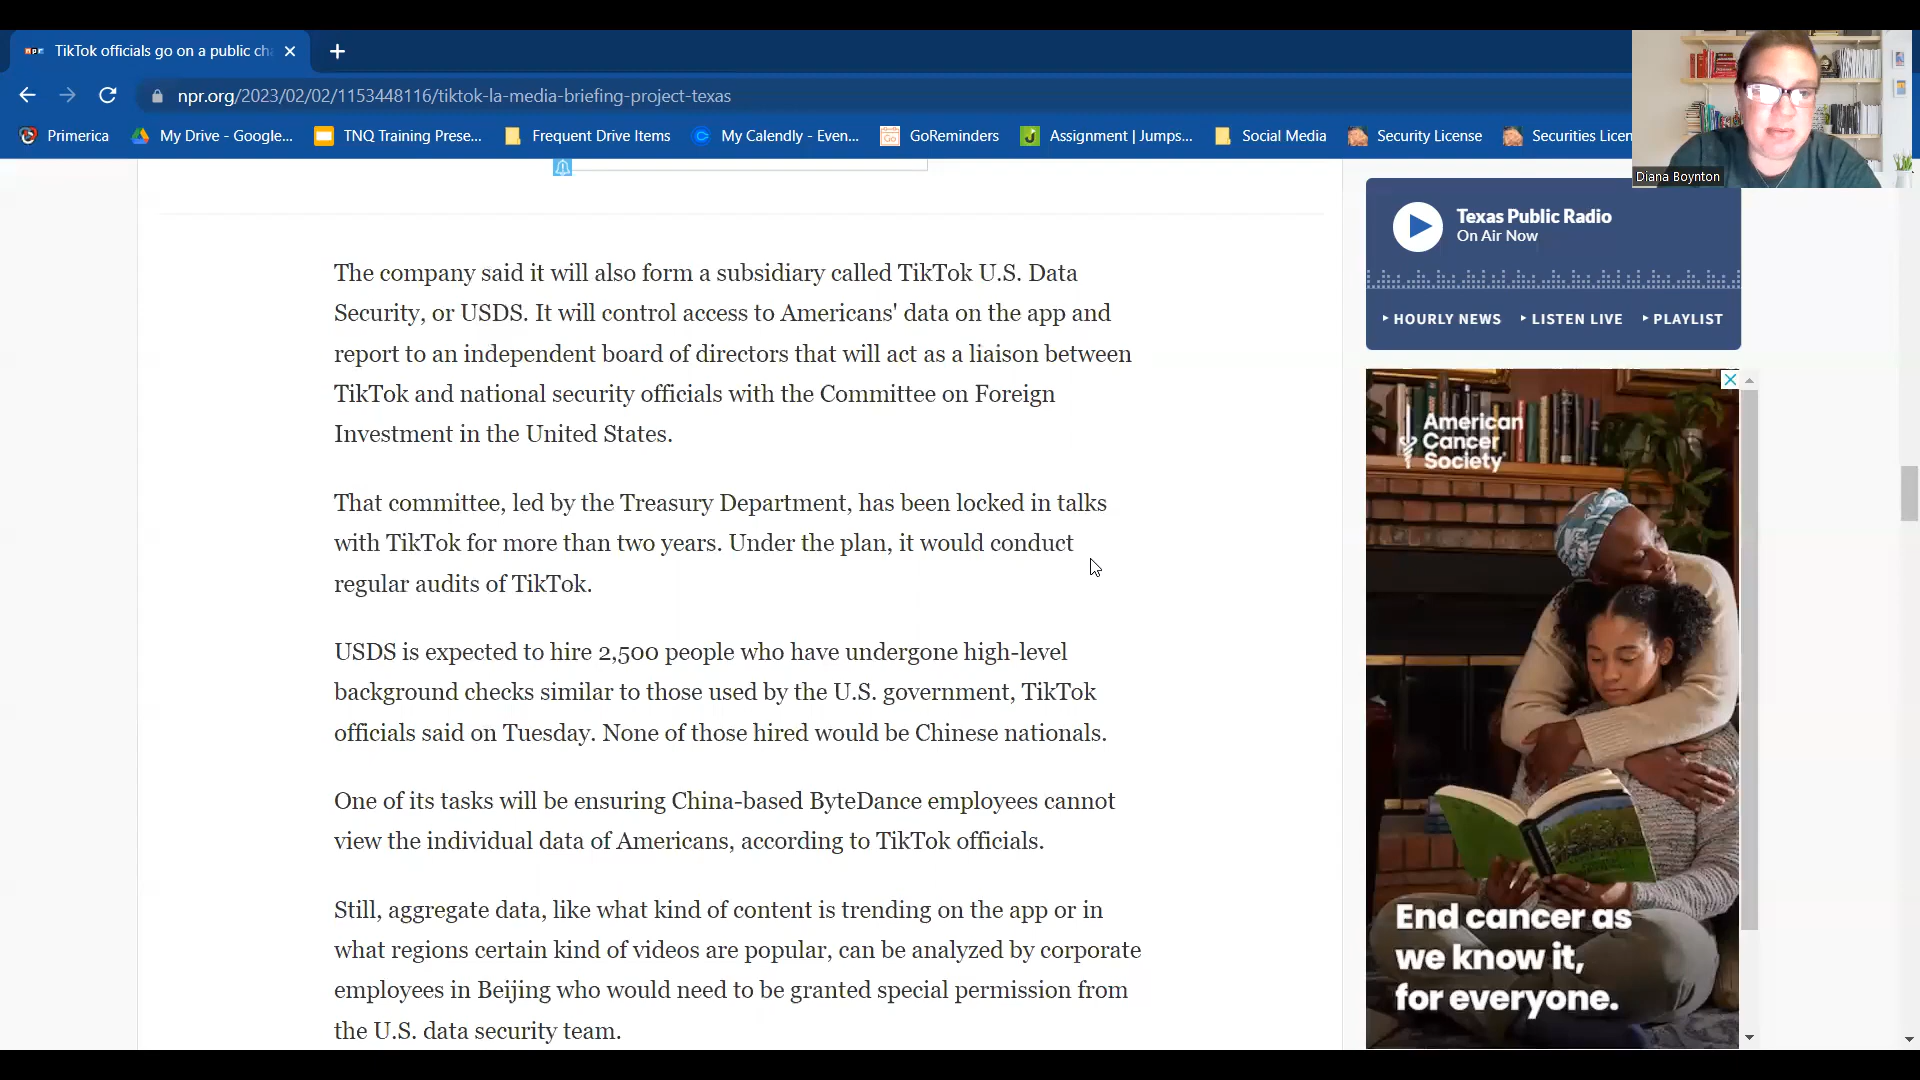 npr
TikTok officials go on a public cha
npr.org/2023/02/02/1153448116/tiktok-la-media-briefing-project-texas
Primerica
My Drive - Google...
TNQ Training Prese...
Frequent Drive Items
My Calendly - Even...
GoReminders
Assignment | Jumps...
Social Media
Security License
Securities Licen
Diana Boynton
The company said it will also form a subsidiary called TikTok U.S. Data
Security, or USDS. It will control access to Americans' data on the app and
report to an independent board of directors that will act as a liaison between
TikTok and national security officials with the Committee on Foreign
Investment in the United States.
That committee, led by the Treasury Department, has been locked in talks
with TikTok for more than two years. Under the plan, it would conduct
regular audits of TikTok.
USDS is expected to hire 2,500 people who have undergone high-level
background checks similar to those used by the U.S. government, TikTok
officials said on Tuesday. None of those hired would be Chinese nationals.
One of its tasks will be ensuring China-based ByteDance employees cannot
view the individual data of Americans, according to TikTok officials.
Still, aggregate data, like what kind of content is trending on the app or in
what regions certain kind of videos are popular, can be analyzed by corporate
employees in Beijing who would need to be granted special permission from
the U.S. data security team.
Texas Public Radio
On Air Now
HOURLY NEWS
LISTEN LIVE
PLAYLIST
American
Cancer
Society
End cancer as
we know it,
for everyone.